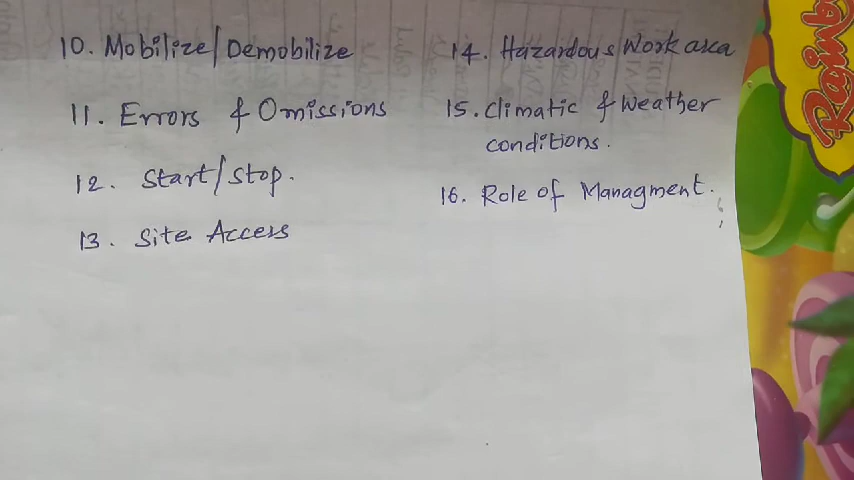 10. Mobilize/Demobilize
11. Errors & Omissions
12. Start/Stop.
13. Site Access
14. Hazardous Work area
15. Climatic & Weather
conditions.
16. Role of Managment.